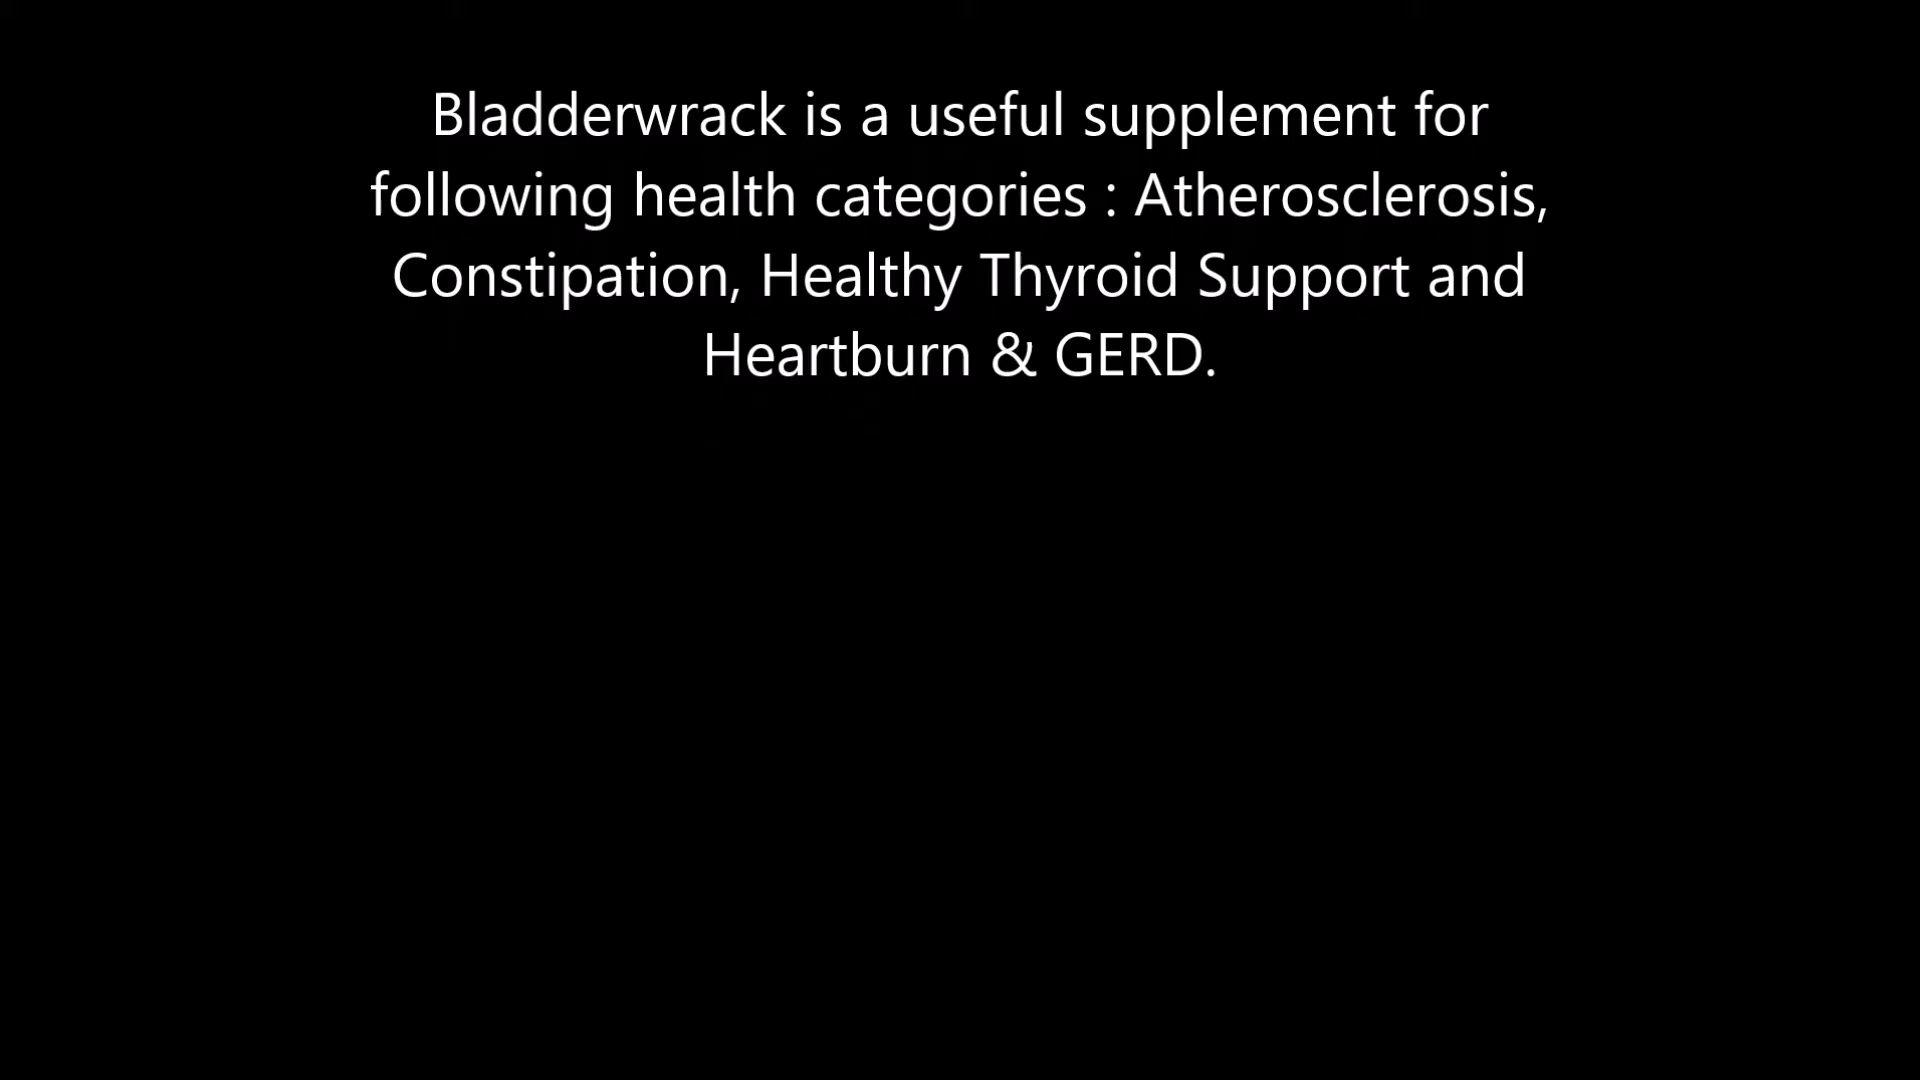 Bladderwrack is a useful supplement for
following health categories : Atherosclerosis,
Constipation, Healthy Thyroid Support and
Heartburn & GERD.